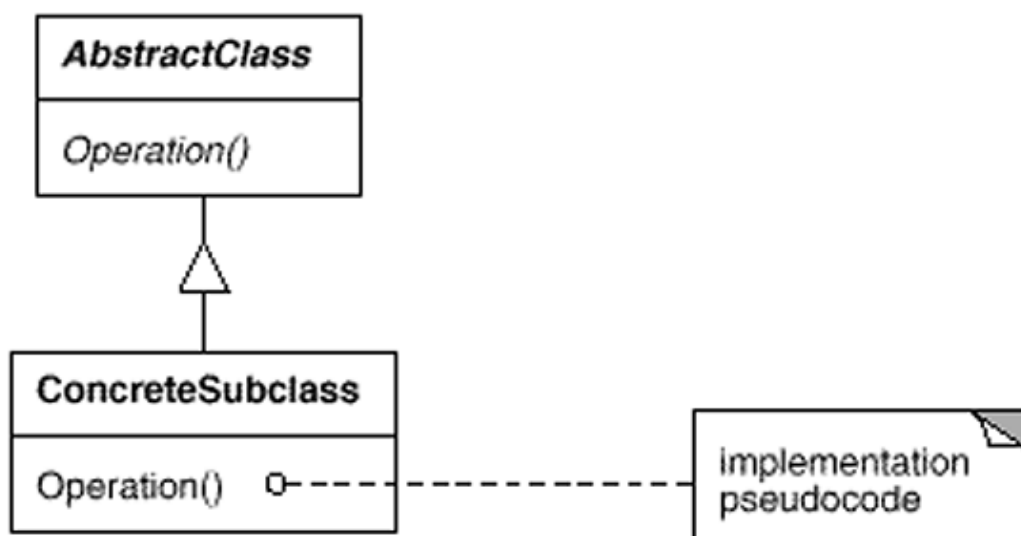 AbstractClass
Operation()
ConcreteSubclass
Operation()
implementation
pseudocode